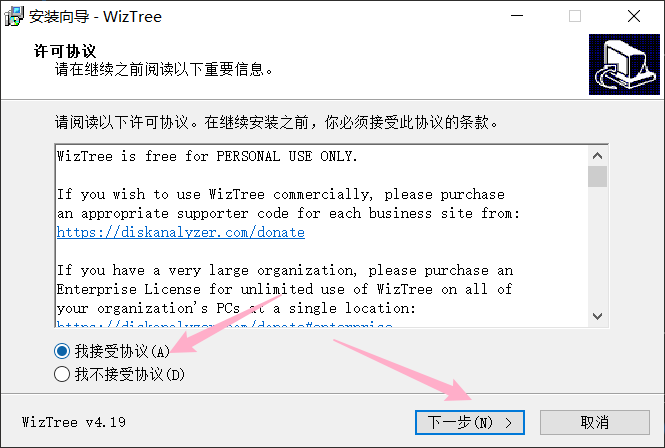 安装向导 - WizTree
许可协议
请在继续之前阅读以下重要信息。
请阅读以下许可协议。在继续安装之前，你必须接受此协议的条款。
WizTree is free for PERSONAL USE ONLY.
If you wish to use WizTree commercially, please purchase
an appropriate supporter code for each business site from:
https://diskanalyzer.com/donate
If you have a very large organization, please purchase an
Enterprise License for unlimited use of WizTree on all of
your organization's PCs at a single location:
https://diskanalyzer.com/donate#enterprise
我接受协议(A)
我不接受协议(D)
WizTree v4.19
下一步(N) >
取消